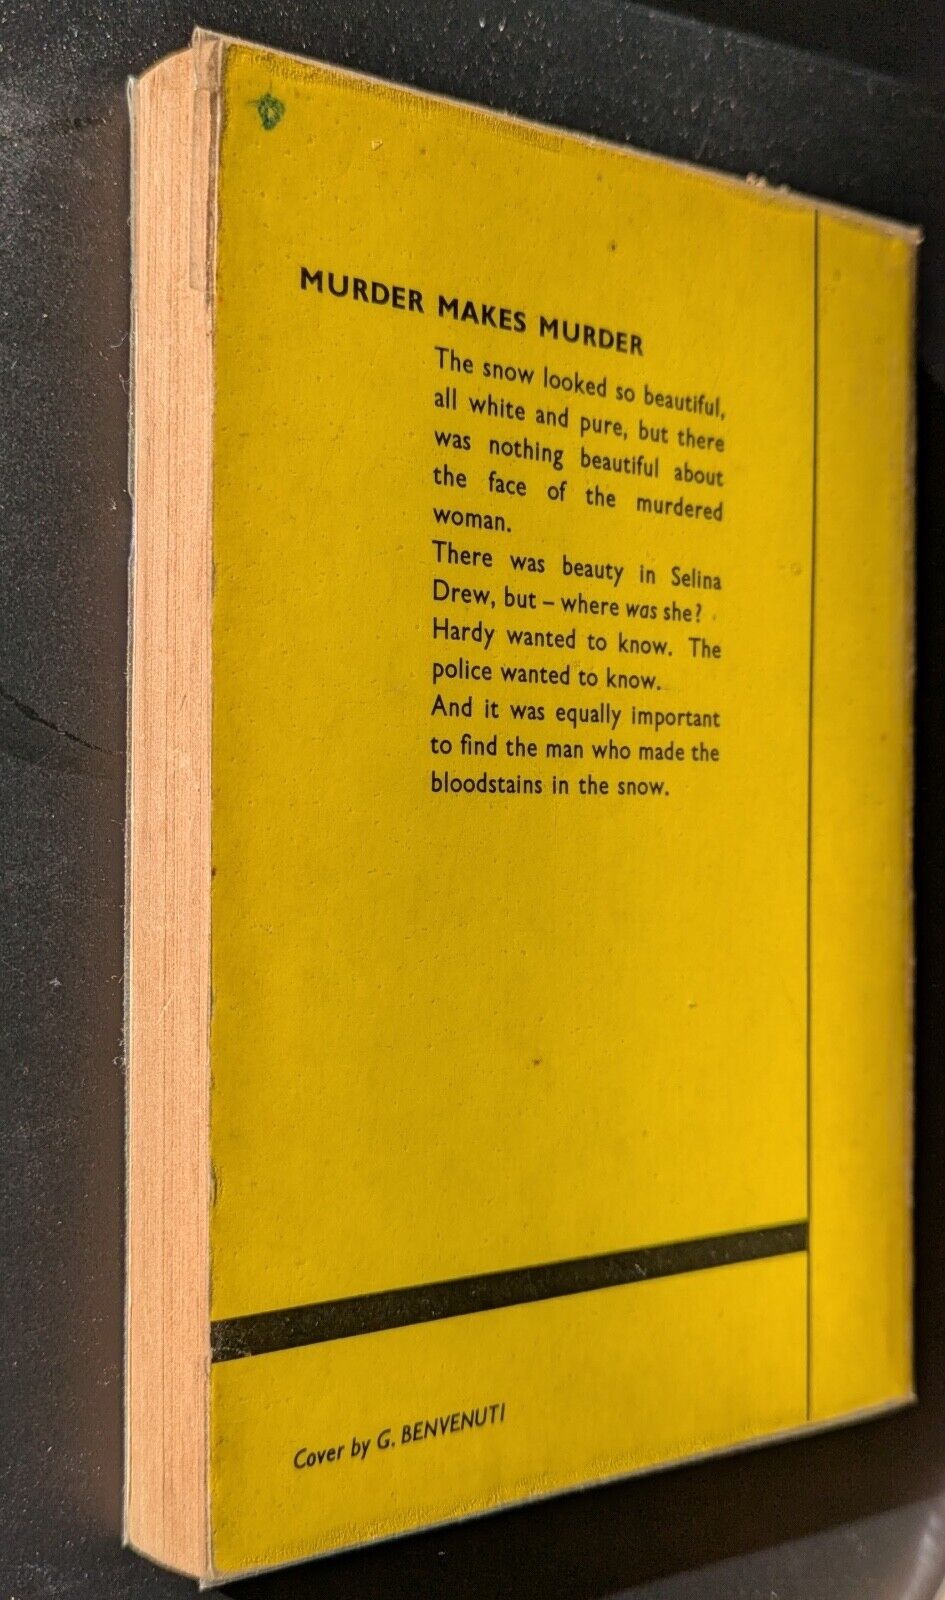 MURDER MAKES MURDER
The snow looked so beautiful,
all white and pure, but there
was nothing beautiful about
the face of the murdered
woman.
There was beauty in Selina
Drew, but – where was she?
Hardy wanted to know. The
police wanted to know.
And it was equally important
to find the man who made the
bloodstains in the snow.
Cover by G. BENVENUTI